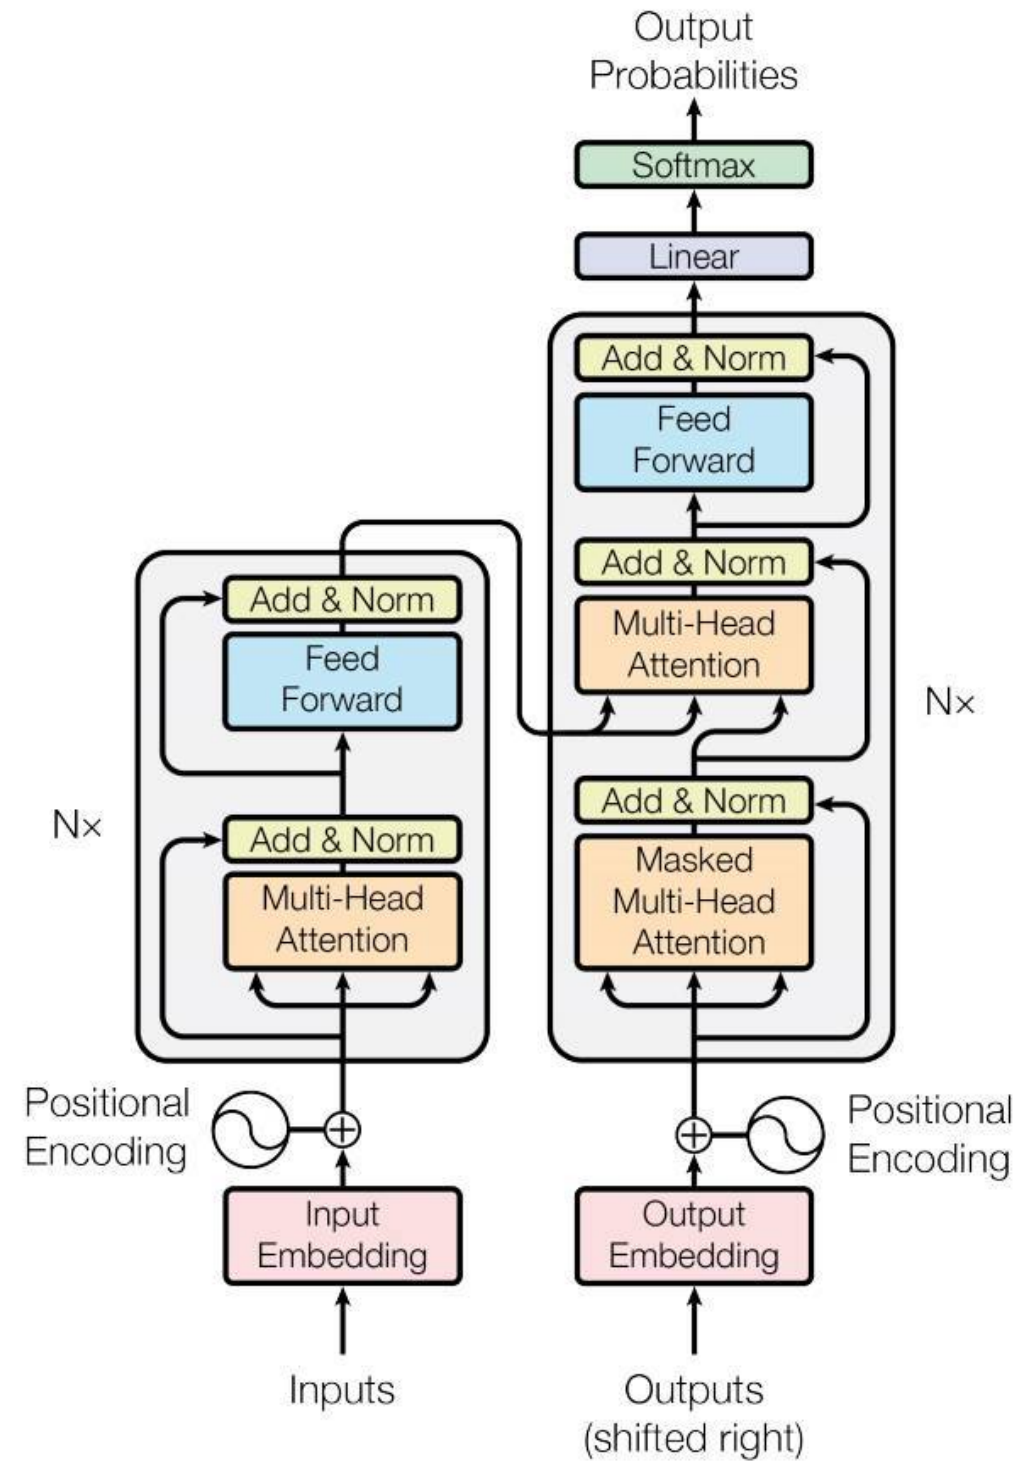 Output
Probabilities
Softmax
Linear
Add & Norm
Feed
Forward
Add & Norm
Multi-Head
Attention
N×
Add & Norm
Masked
Multi-Head
Attention
Add & Norm
Feed
Forward
N×
Add & Norm
Multi-Head
Attention
Positional
Encoding
Positional
Encoding
Input
Embedding
Output
Embedding
Inputs
Outputs
(shifted right)